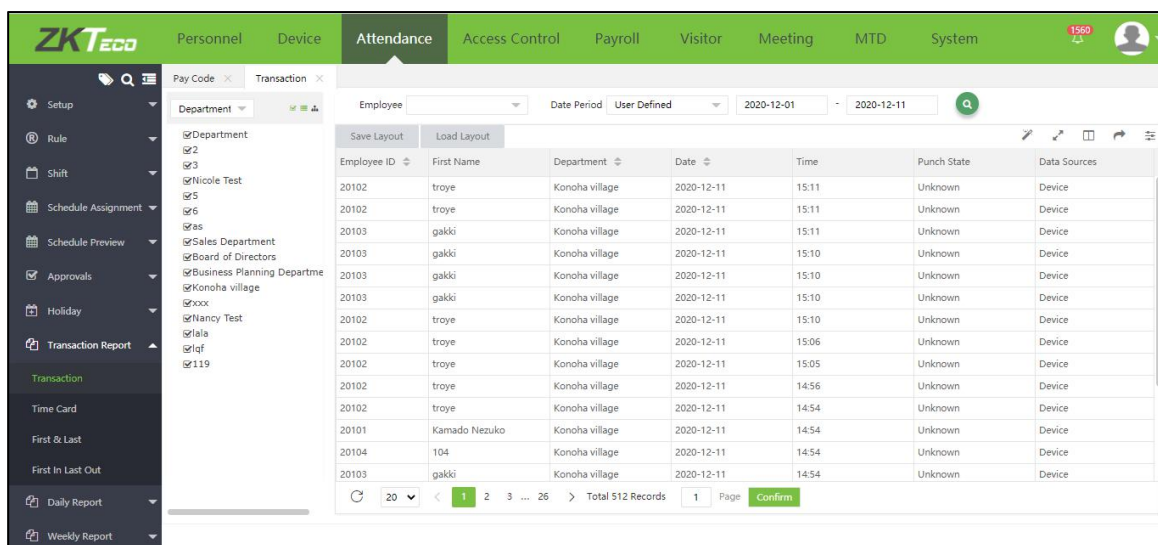 ZKTeco Personnel Device Attendance Access Control Payroll Visitor Meeting MTD System 1560
Pay Code Transaction
Setup
Rule
Shift
Schedule Assignment
Schedule Preview
Approvals
Holiday
Transaction Report
Transaction
Time Card
First & Last
First In Last Out
Daily Report
Weekly Report
Department
Department
2
3
Nicole Test
5
6
as
Sales Department
Board of Directors
Business Planning Departme
Konoha village
xxx
Nancy Test
lala
lqf
119
Employee Date Period User Defined 2020-12-01 - 2020-12-11
Save Layout Load Layout
Employee ID First Name Department Date Time Punch State Data Sources
20102 troye Konoha village 2020-12-11 15:11 Unknown Device
20102 troye Konoha village 2020-12-11 15:11 Unknown Device
20103 gakki Konoha village 2020-12-11 15:11 Unknown Device
20103 gakki Konoha village 2020-12-11 15:10 Unknown Device
20103 gakki Konoha village 2020-12-11 15:10 Unknown Device
20103 gakki Konoha village 2020-12-11 15:10 Unknown Device
20102 troye Konoha village 2020-12-11 15:10 Unknown Device
20102 troye Konoha village 2020-12-11 15:06 Unknown Device
20102 troye Konoha village 2020-12-11 15:05 Unknown Device
20102 troye Konoha village 2020-12-11 14:56 Unknown Device
20102 troye Konoha village 2020-12-11 14:54 Unknown Device
20101 Kamado Nezuko Konoha village 2020-12-11 14:54 Unknown Device
20104 104 Konoha village 2020-12-11 14:54 Unknown Device
20103 gakki Konoha village 2020-12-11 14:54 Unknown Device
20 < 1 2 3 ... 26 > Total 512 Records 1 Page Confirm